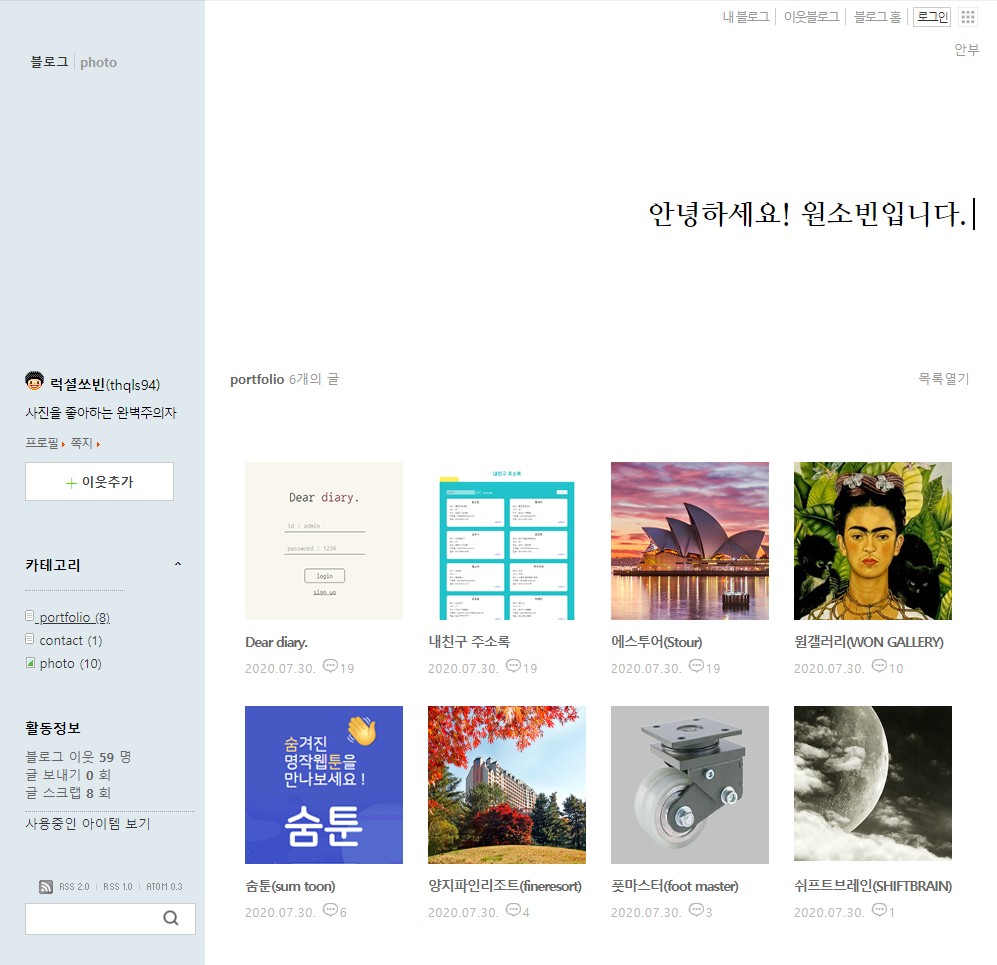 내 블로그 이웃블로그 블로그 홈 로그인
안부
블로그 photo
안녕하세요! 원소빈입니다.
럭셜쏘빈(thqls94)
사진을 좋아하는 완벽주의자
프로필 쪽지
이웃추가
카테고리
portfolio (8)
contact (1)
photo (10)
활동정보
블로그 이웃 59 명
글 보내기 0 회
글 스크랩 8 회
사용중인 아이템 보기
RSS 2.0 RSS 1.0 ATOM 0.3
portfolio 6개의 글
목록열기
Dear diary.
id : admin
password : 1234
login
sign up
Dear diary.
2020.07.30. 19
내친구 주소록
내친구 주소록
2020.07.30. 19
에스투어(Stour)
2020.07.30. 19
원갤러리(WON GALLERY)
2020.07.30. 10
숨겨진
명작웹툰을
만나보세요 !
숨툰
숨툰(sum toon)
2020.07.30. 6
양지파인리조트(fineresort)
2020.07.30. 4
풋마스터(foot master)
2020.07.30. 3
쉬프트브레인(SHIFTBRAIN)
2020.07.30. 1